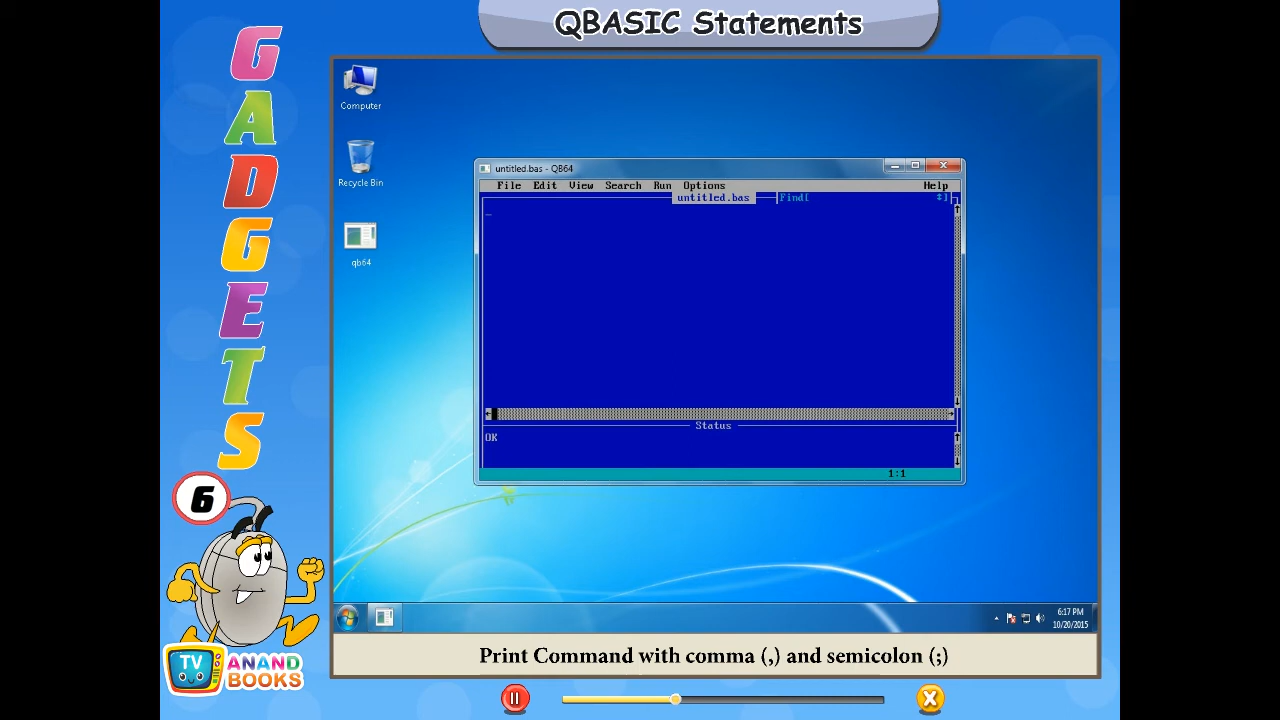 QBASIC Statements
GADGETS
6
TV
ANAND
BOOKS
Computer
Recycle Bin
qb64
untitled.bas - QB64
File Edit View Search Run Options Help
untitled.bas Find[ ↕]
Status
OK
1:1
6:17 PM
10/20/2015
Print Command with comma (,) and semicolon (;)